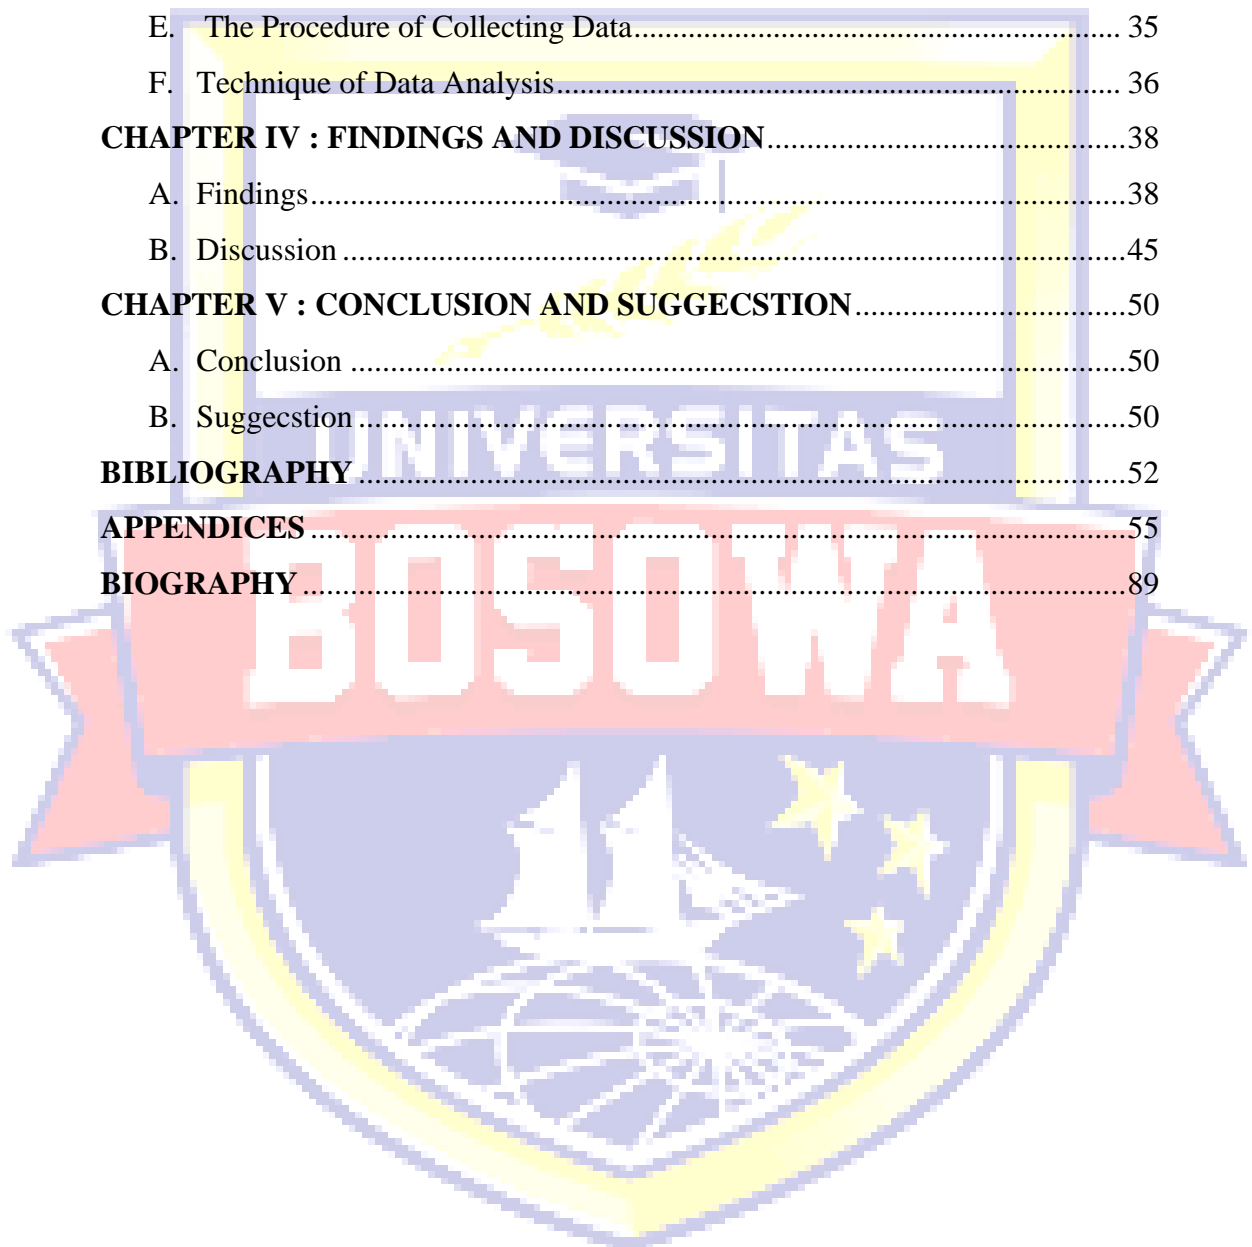 E. The Procedure of Collecting Data.............................................................. 35
F. Technique of Data Analysis........................................................................ 36
CHAPTER IV : FINDINGS AND DISCUSSION..............................................38
A. Findings........................................................................................................38
B. Discussion ....................................................................................................45
CHAPTER V : CONCLUSION AND SUGGECSTION...................................50
A. Conclusion ...................................................................................................50
B. Suggecstion ..................................................................................................50
BIBLIOGRAPHY ..................................................................................................52
APPENDICES ........................................................................................................55
BIOGRAPHY .........................................................................................................89
UNIVERSITAS
BOSOWA